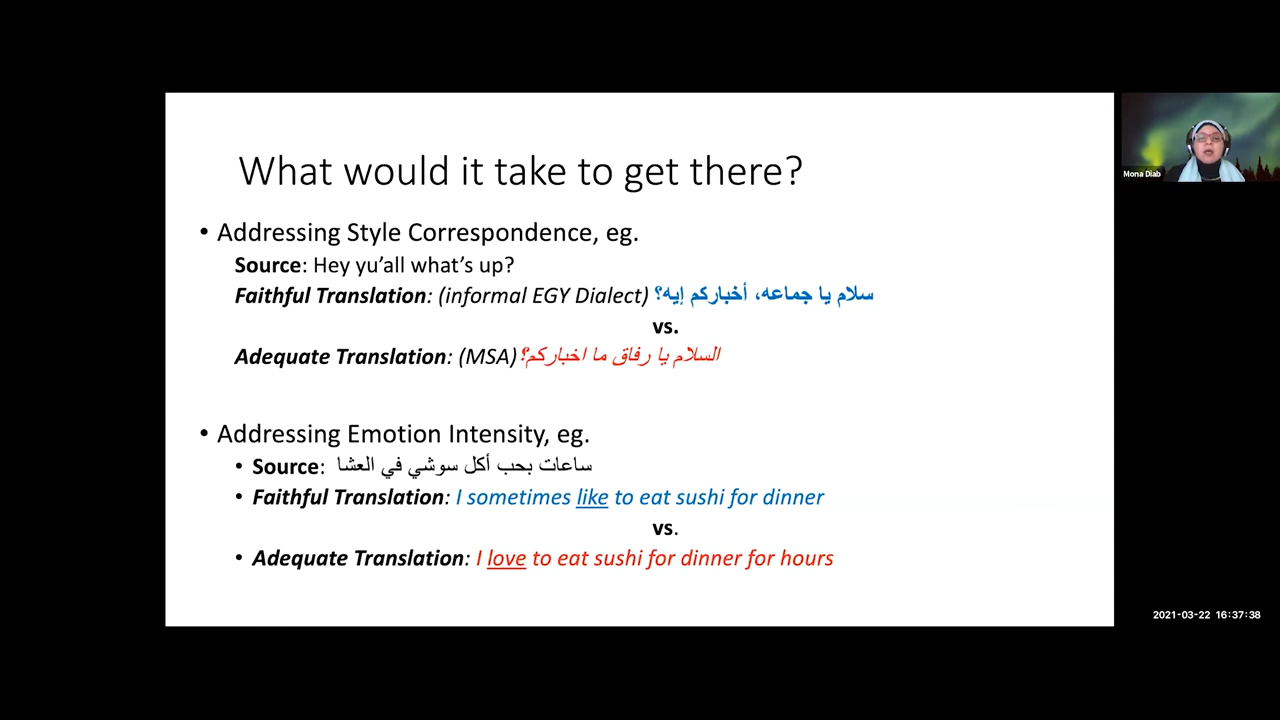 What would it take to get there?
• Addressing Style Correspondence, eg.
Source: Hey yu’all what’s up?
Faithful Translation: (informal EGY Dialect) سلام يا جماعه، أخباركم إيه؟
vs.
Adequate Translation: (MSA) السلام يا رفاق ما اخباركم؟
• Addressing Emotion Intensity, eg.
• Source: ساعات بحب أكل سوشي في العشا
• Faithful Translation: I sometimes like to eat sushi for dinner
vs.
• Adequate Translation: I love to eat sushi for dinner for hours
Mona Diab
2021-03-22 16:37:38